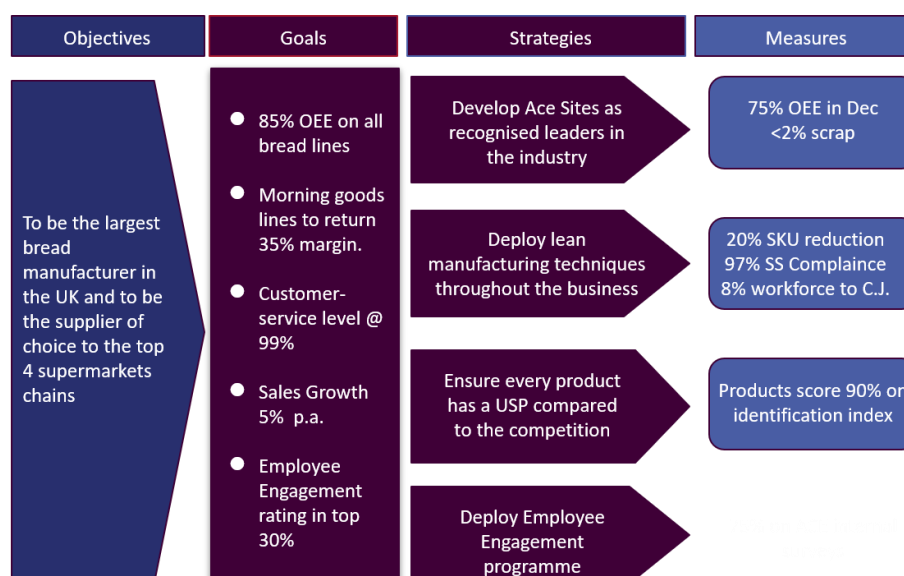 Objectives
Goals
Strategies
Measures
To be the largest
bread
manufacturer in
the UK and to be
the supplier of
choice to the top
4 supermarkets
chains
85% OEE on all
bread lines
Morning goods
lines to return
35% margin.
Customer-
service level @
99%
Sales Growth
5% p.a.
Employee
Engagement
rating in top
30%
Develop Ace Sites as
recognised leaders in
the industry
Deploy lean
manufacturing techniques
throughout the business
Ensure every product
has a USP compared
to the competition
Deploy Employee
Engagement
programme
75% OEE in Dec
<2% scrap
20% SKU reduction
97% SS Complaince
8% workforce to C.J.
Products score 90% on
identification index